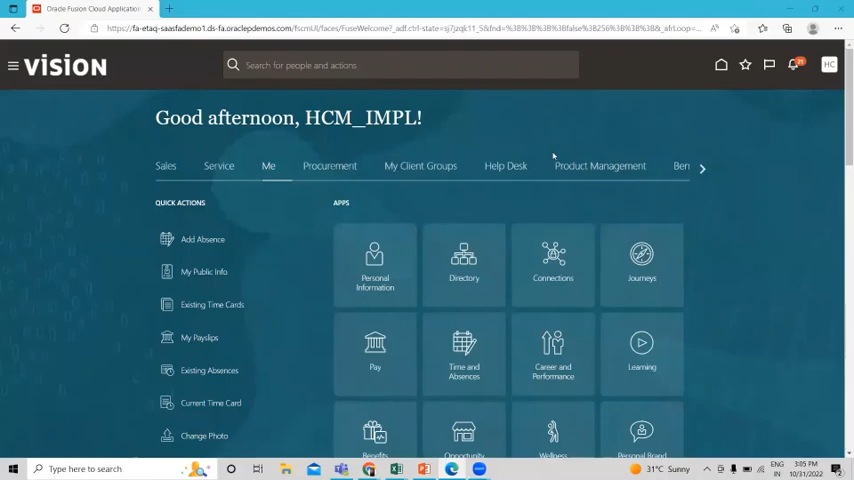 Oracle Fusion Cloud Application
https://fa-etaq-saasfademo1.ds-fa.oraclepdemos.com/fscmUI/faces/FuseWelcome?_adf.ctrl-state=sj7jzqk11_5&fnd=%3B%3B%3B%3Bfalse%3B256%3B%3B%3B&_afrLoop=...
VISION
Search for people and actions
21
HC
Good afternoon, HCM_IMPL!
Sales Service Me Procurement My Client Groups Help Desk Product Management Ben
QUICK ACTIONS
APPS
Add Absence
My Public Info
Existing Time Cards
My Payslips
Existing Absences
Current Time Card
Change Photo
Personal Information
Directory
Connections
Journeys
Pay
Time and Absences
Career and Performance
Learning
Benefits
Opportunity
Wellness
Personal Brand
Type here to search
31°C Sunny
ENG
IN
3:05 PM
10/31/2022
2